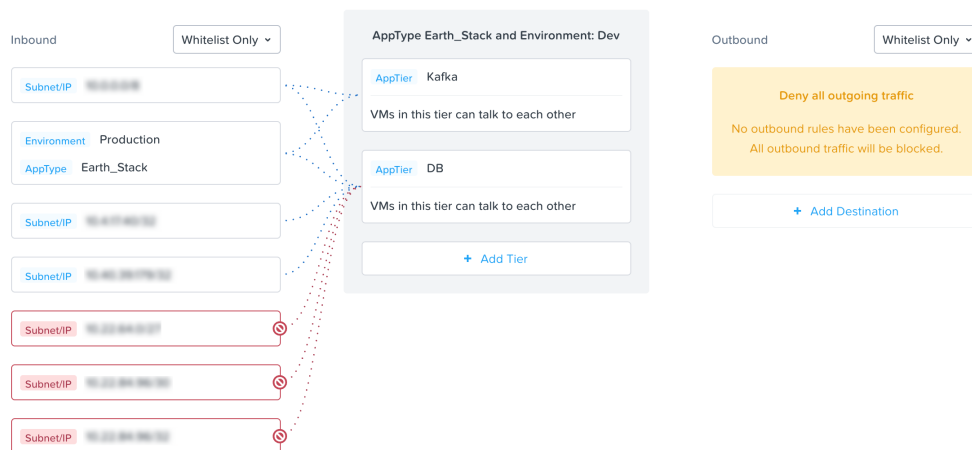 Inbound
Whitelist Only
Subnet/IP
Environment Production
AppType Earth_Stack
Subnet/IP
Subnet/IP
Subnet/IP
Subnet/IP
Subnet/IP
AppType Earth_Stack and Environment: Dev
AppTier Kafka
VMs in this tier can talk to each other
AppTier DB
VMs in this tier can talk to each other
+ Add Tier
Outbound
Whitelist Only
Deny all outgoing traffic
No outbound rules have been configured.
All outbound traffic will be blocked.
+ Add Destination